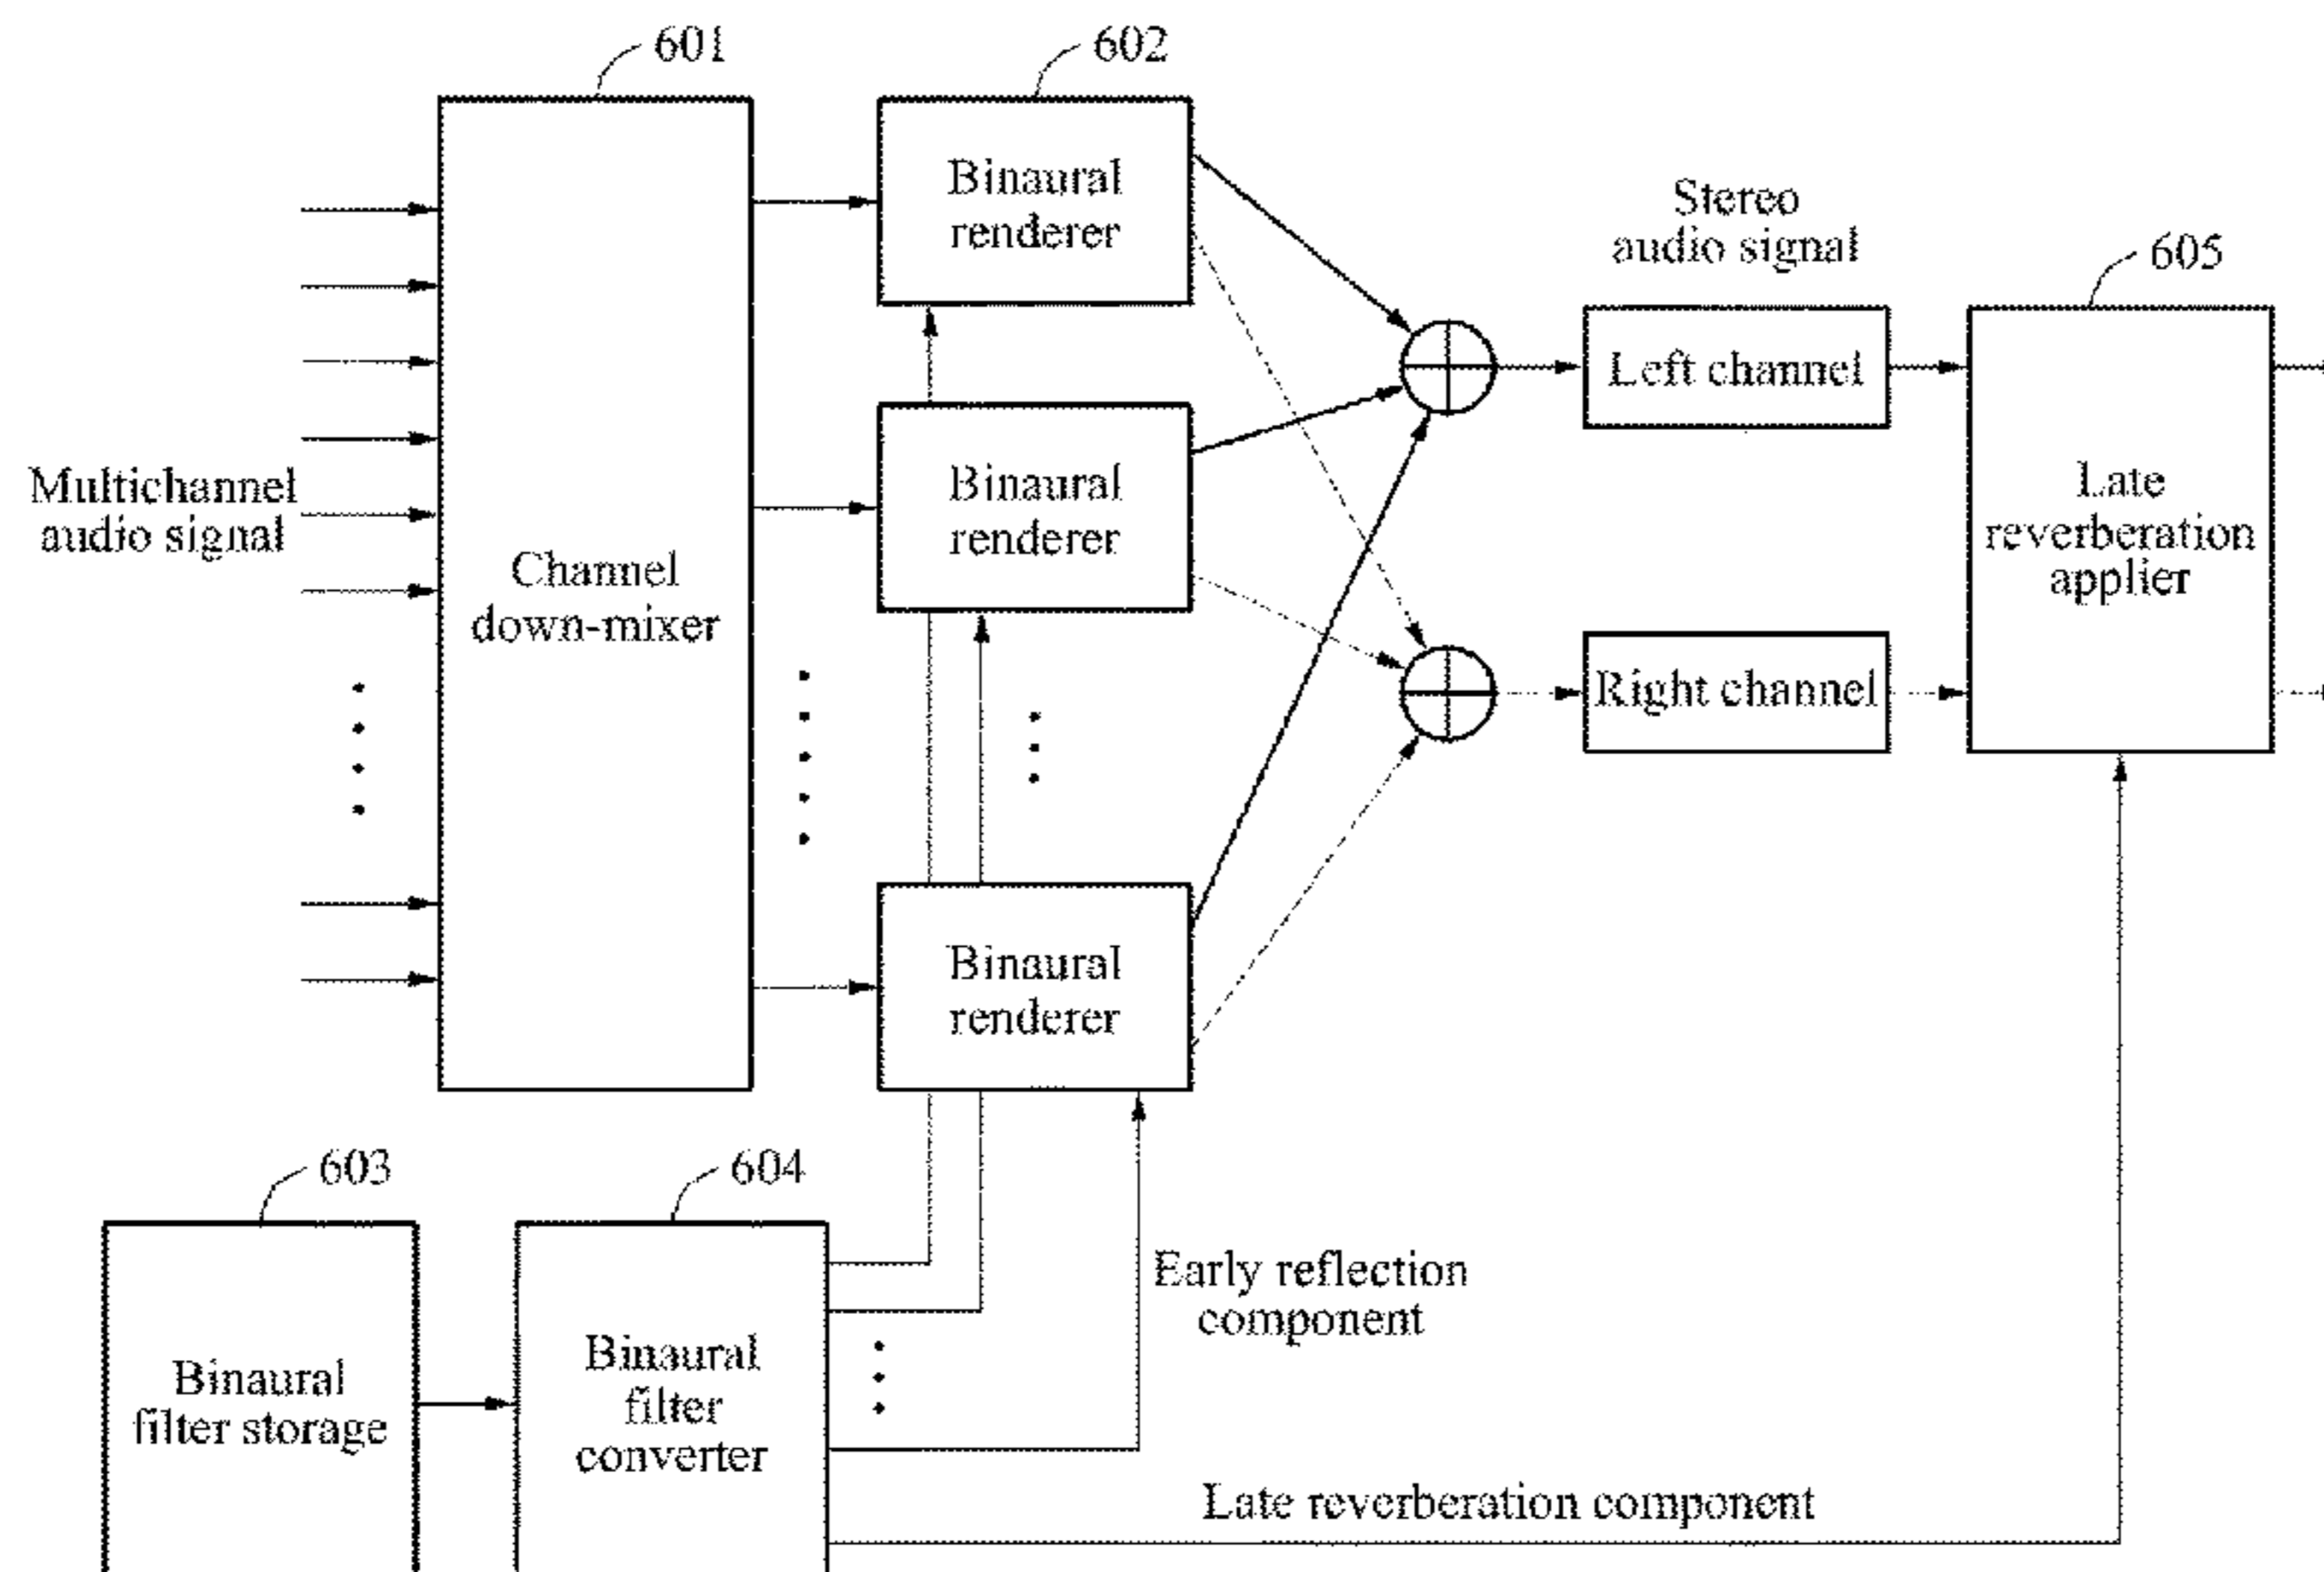 601
602
Binaural
renderer
Stereo
audio signal
605
Left channel
Multichannel
audio signal
Binaural
renderer
Late
reverberation
applier
Channel
down-mixer
Right channel
Binaural
renderer
603
604
Early reflection
component
Binaural
filter storage
Binaural
filter
converter
Late reverberation component